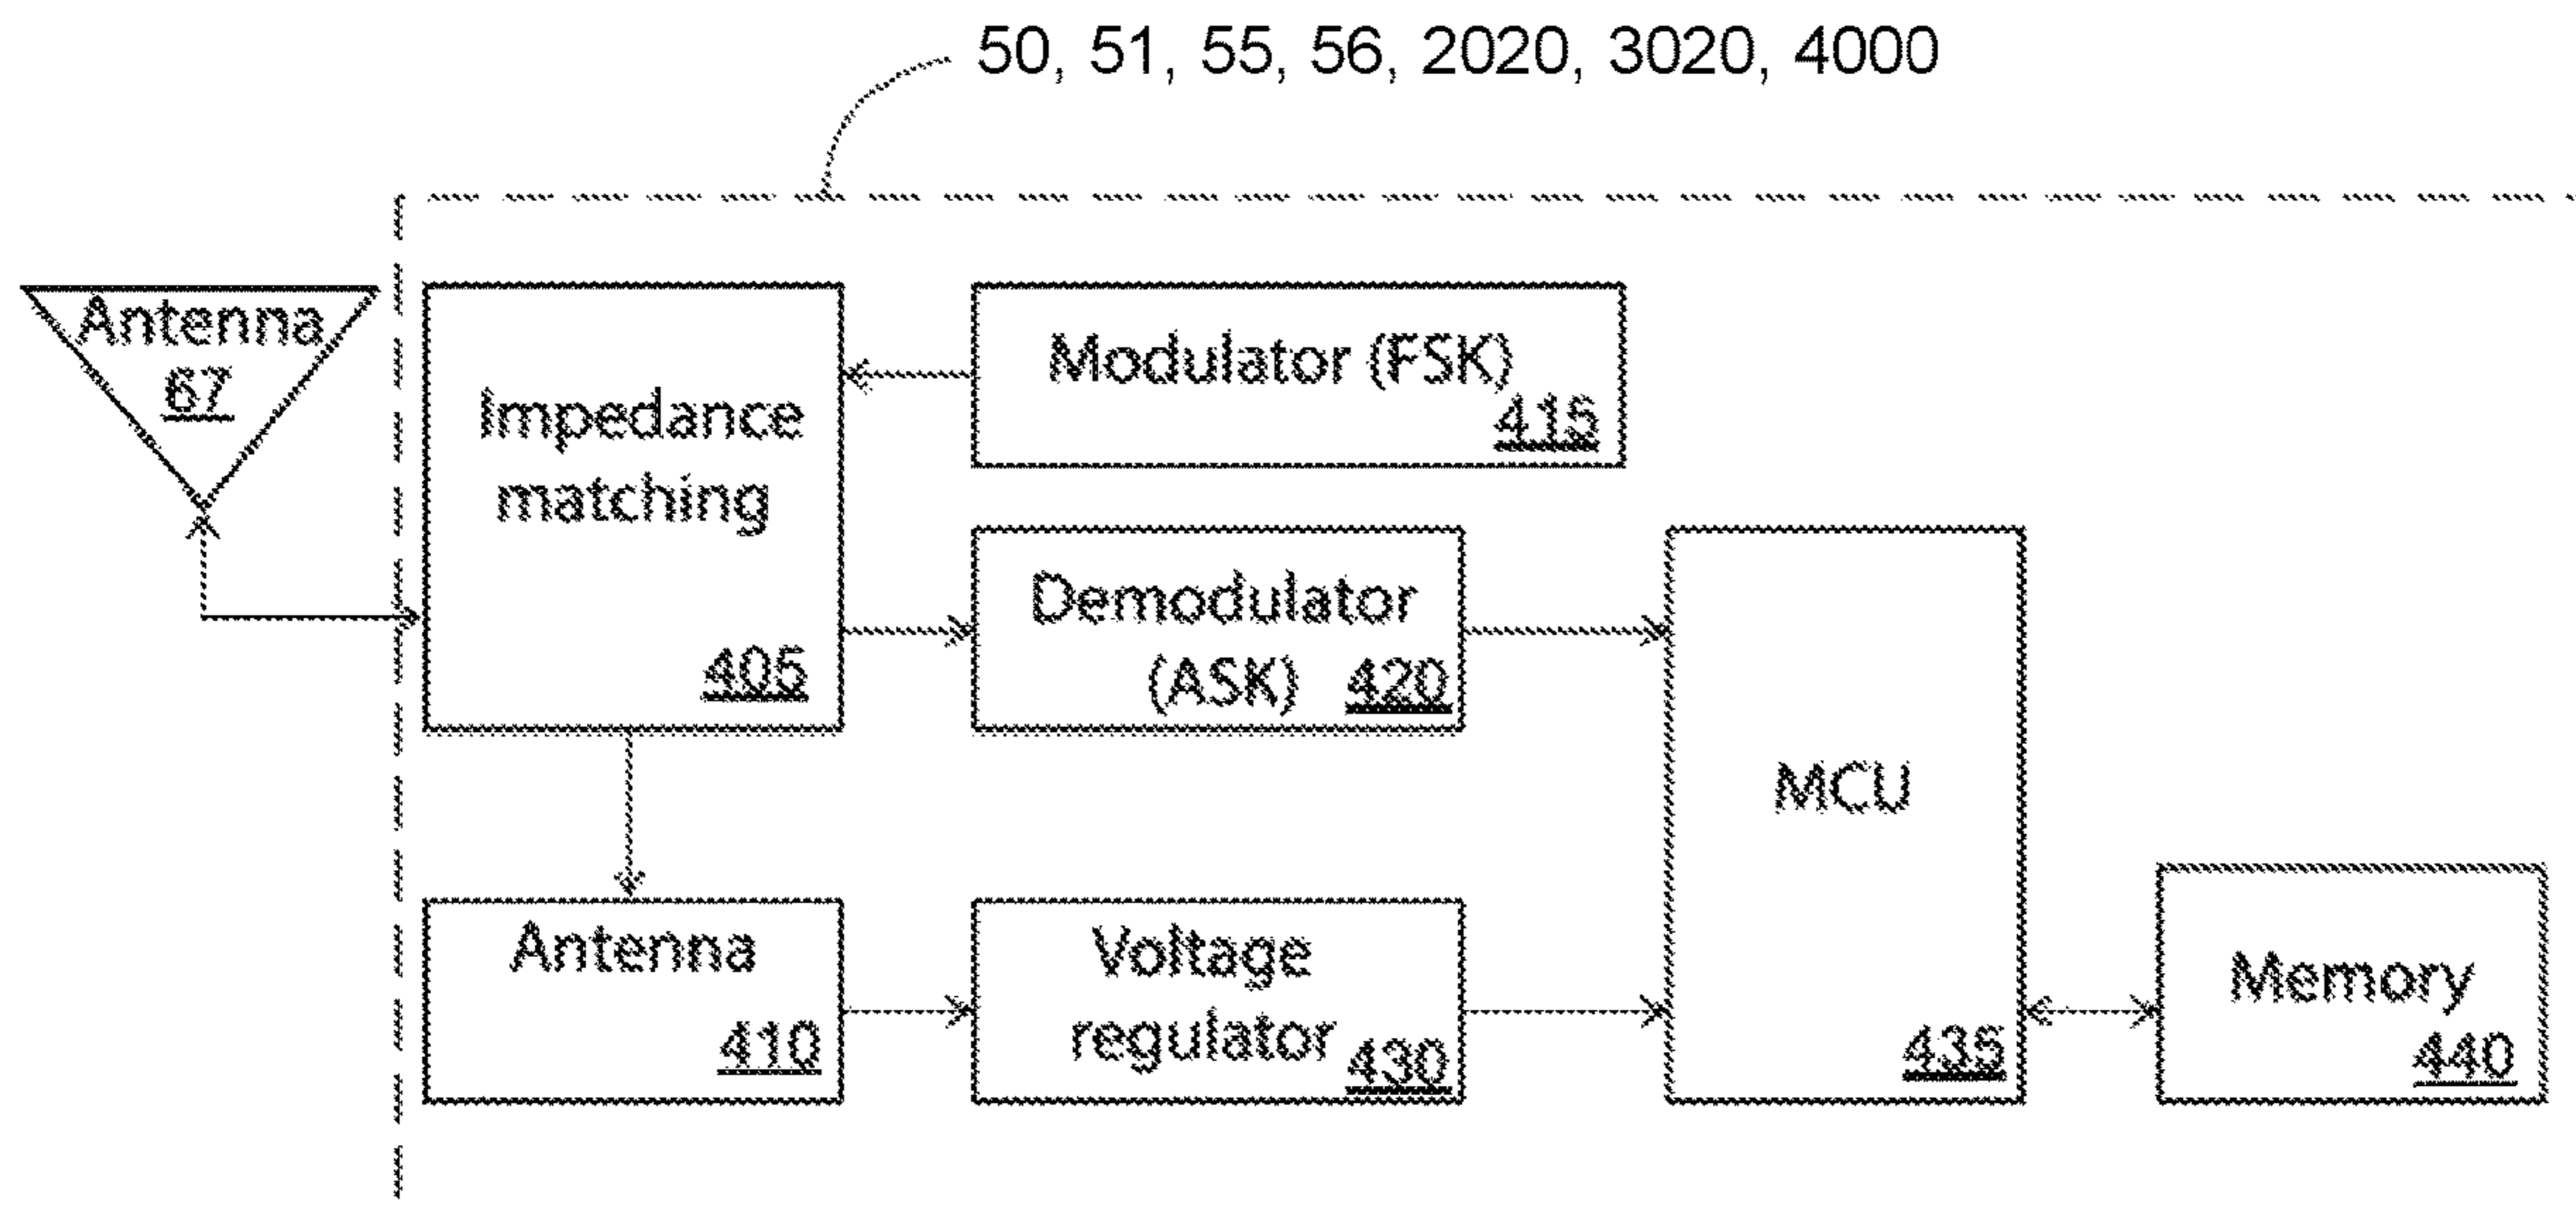 50, 51, 55, 56, 2020, 3020, 4000
Antenna
67
Impedance
matching
405
Modulator (FSK)
415
Demodulator
(ASK) 420
MCU
435
Antenna
410
Voltage
regulator 430
Memory
440